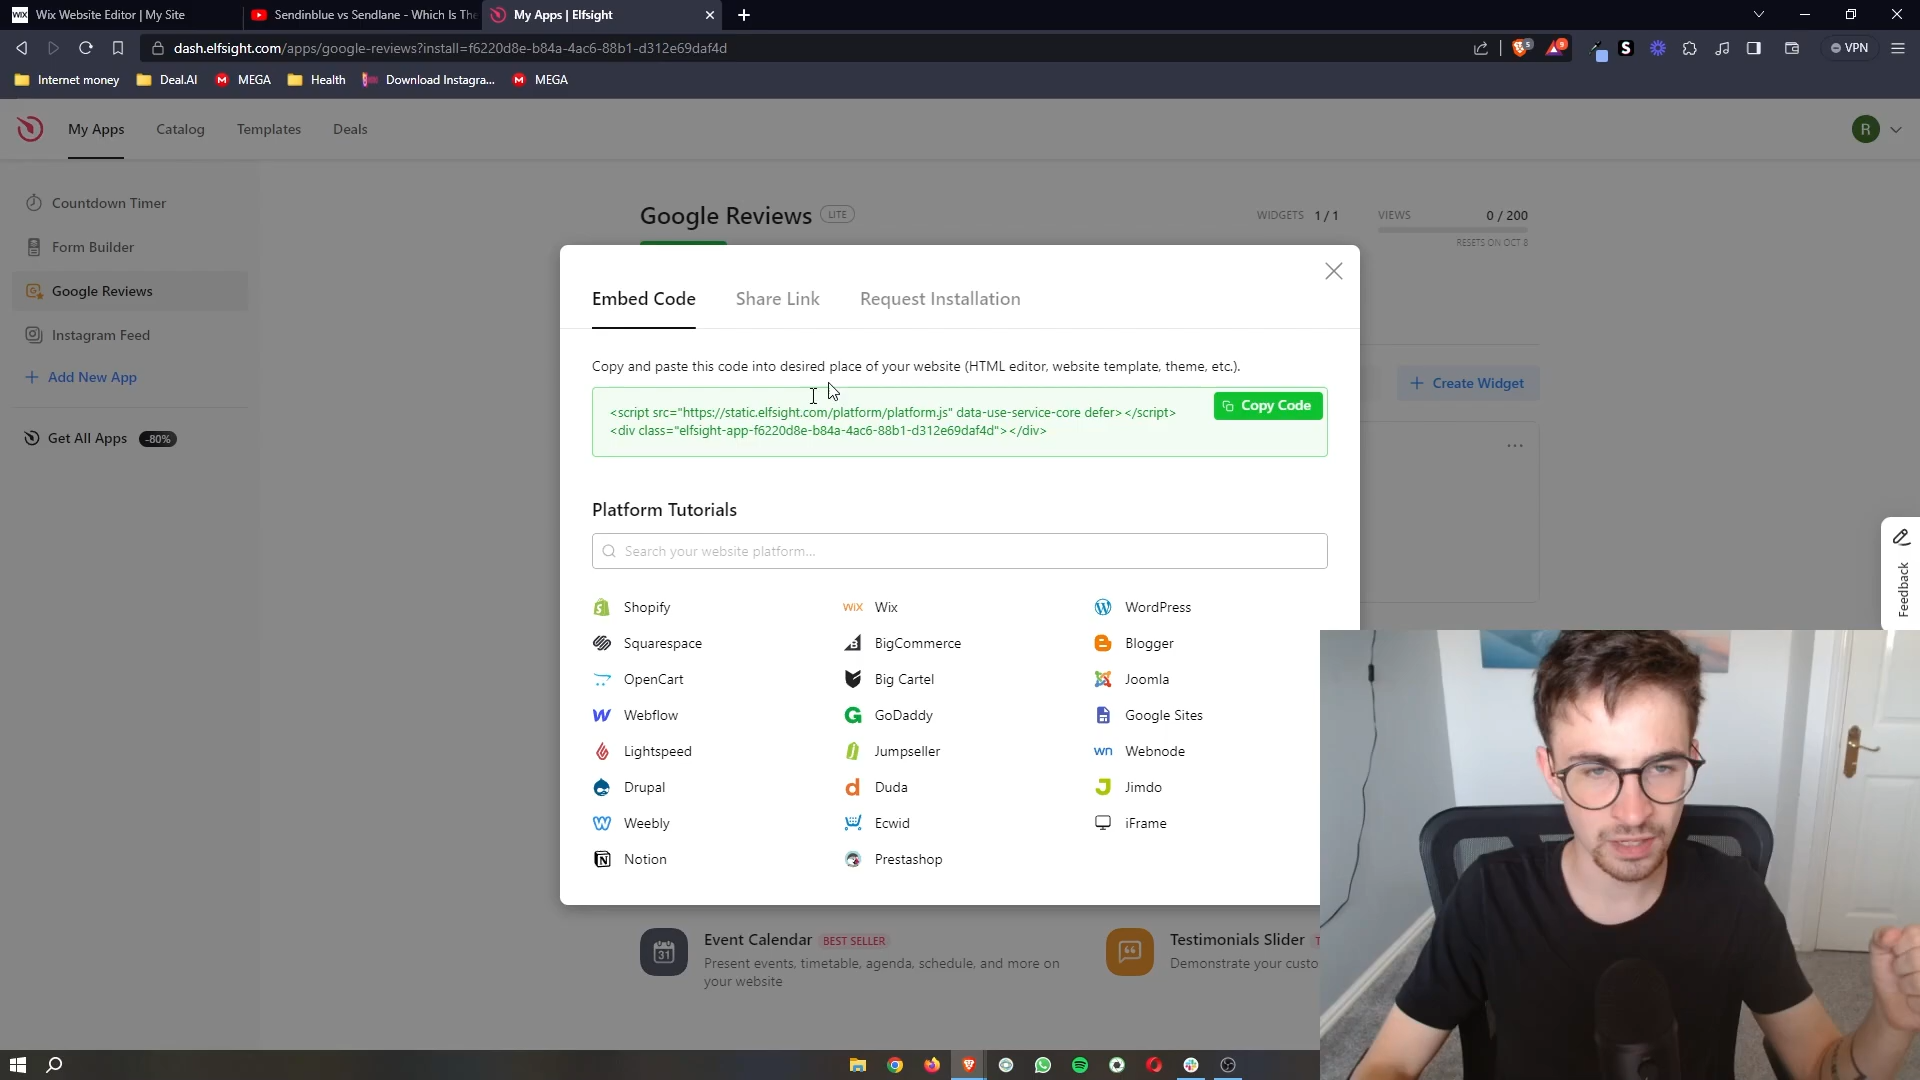 WIX Wix Website Editor | My Site
Sendinblue vs Sendlane - Which Is The
My Apps | Elfsight
dash.elfsight.com/apps/google-reviews?install=f6220d8e-b84a-4ac6-88b1-d312e69daf4d
VPN
Internet money
Deal.AI
MEGA
Health
Download Instagra...
MEGA
My Apps
Catalog
Templates
Deals
R
Countdown Timer
Form Builder
Google Reviews
Instagram Feed
+ Add New App
Get All Apps -80%
Google Reviews LITE
WIDGETS 1 / 1
VIEWS 0 / 200
RESETS ON OCT 8
+ Create Widget
Embed Code
Share Link
Request Installation
Copy and paste this code into desired place of your website (HTML editor, website template, theme, etc.).
<script src="https://static.elfsight.com/platform/platform.js" data-use-service-core defer></script>
<div class="elfsight-app-f6220d8e-b84a-4ac6-88b1-d312e69daf4d"></div>
Copy Code
Platform Tutorials
Search your website platform...
Shopify
WIX Wix
WordPress
Squarespace
BigCommerce
Blogger
OpenCart
Big Cartel
Joomla
Webflow
GoDaddy
Google Sites
Lightspeed
Jumpseller
wn Webnode
Drupal
Duda
Jimdo
Weebly
Ecwid
iFrame
Notion
Prestashop
Feedback
31
Event Calendar BEST SELLER
Present events, timetable, agenda, schedule, and more on
your website
Testimonials Slider T
Demonstrate your custo